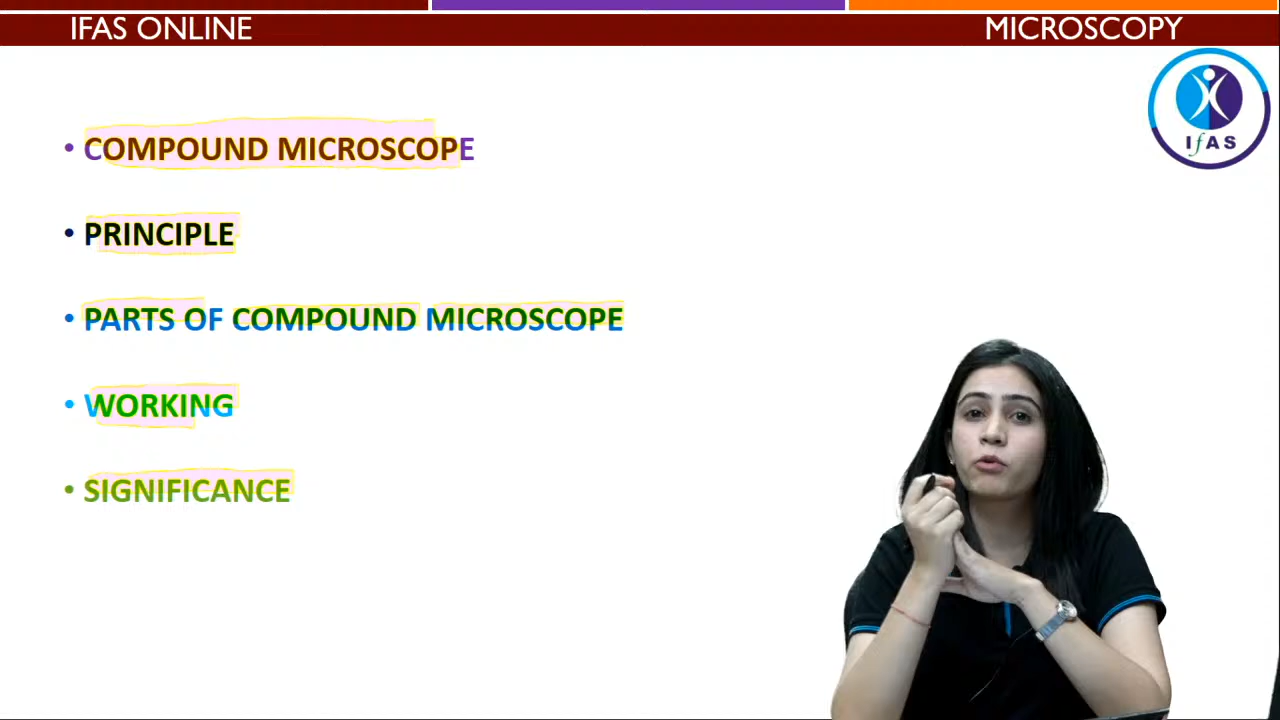 IFAS ONLINE
MICROSCOPY
IfAS
• COMPOUND MICROSCOPE
• PRINCIPLE
• PARTS OF COMPOUND MICROSCOPE
• WORKING
• SIGNIFICANCE